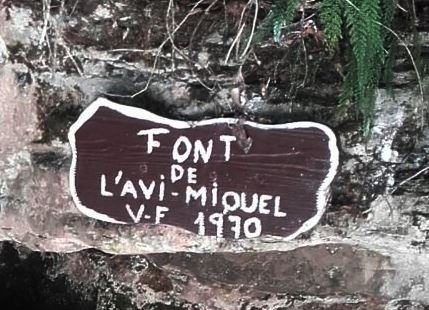 FONT
DE
L'AVi-MiQUEL
V-F 1970